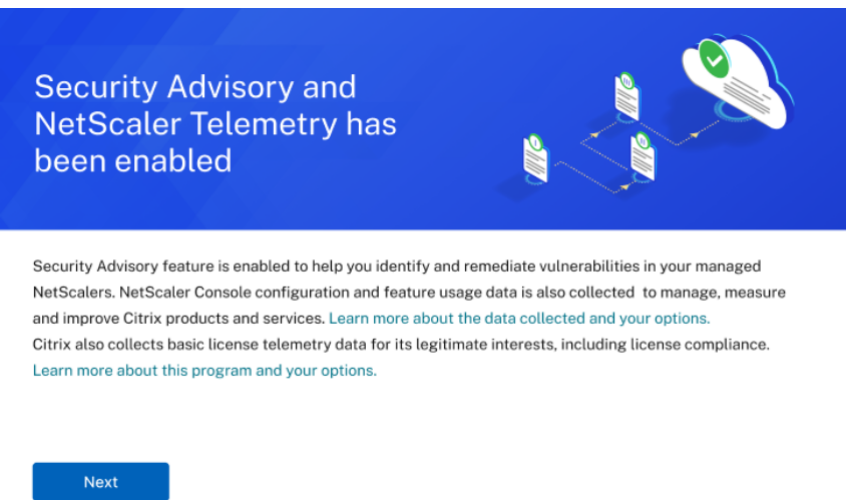 Security Advisory and
NetScaler Telemetry has
been enabled
Security Advisory feature is enabled to help you identify and remediate vulnerabilities in your managed
NetScalers. NetScaler Console configuration and feature usage data is also collected to manage, measure
and improve Citrix products and services. Learn more about the data collected and your options.
Citrix also collects basic license telemetry data for its legitimate interests, including license compliance.
Learn more about this program and your options.
Next